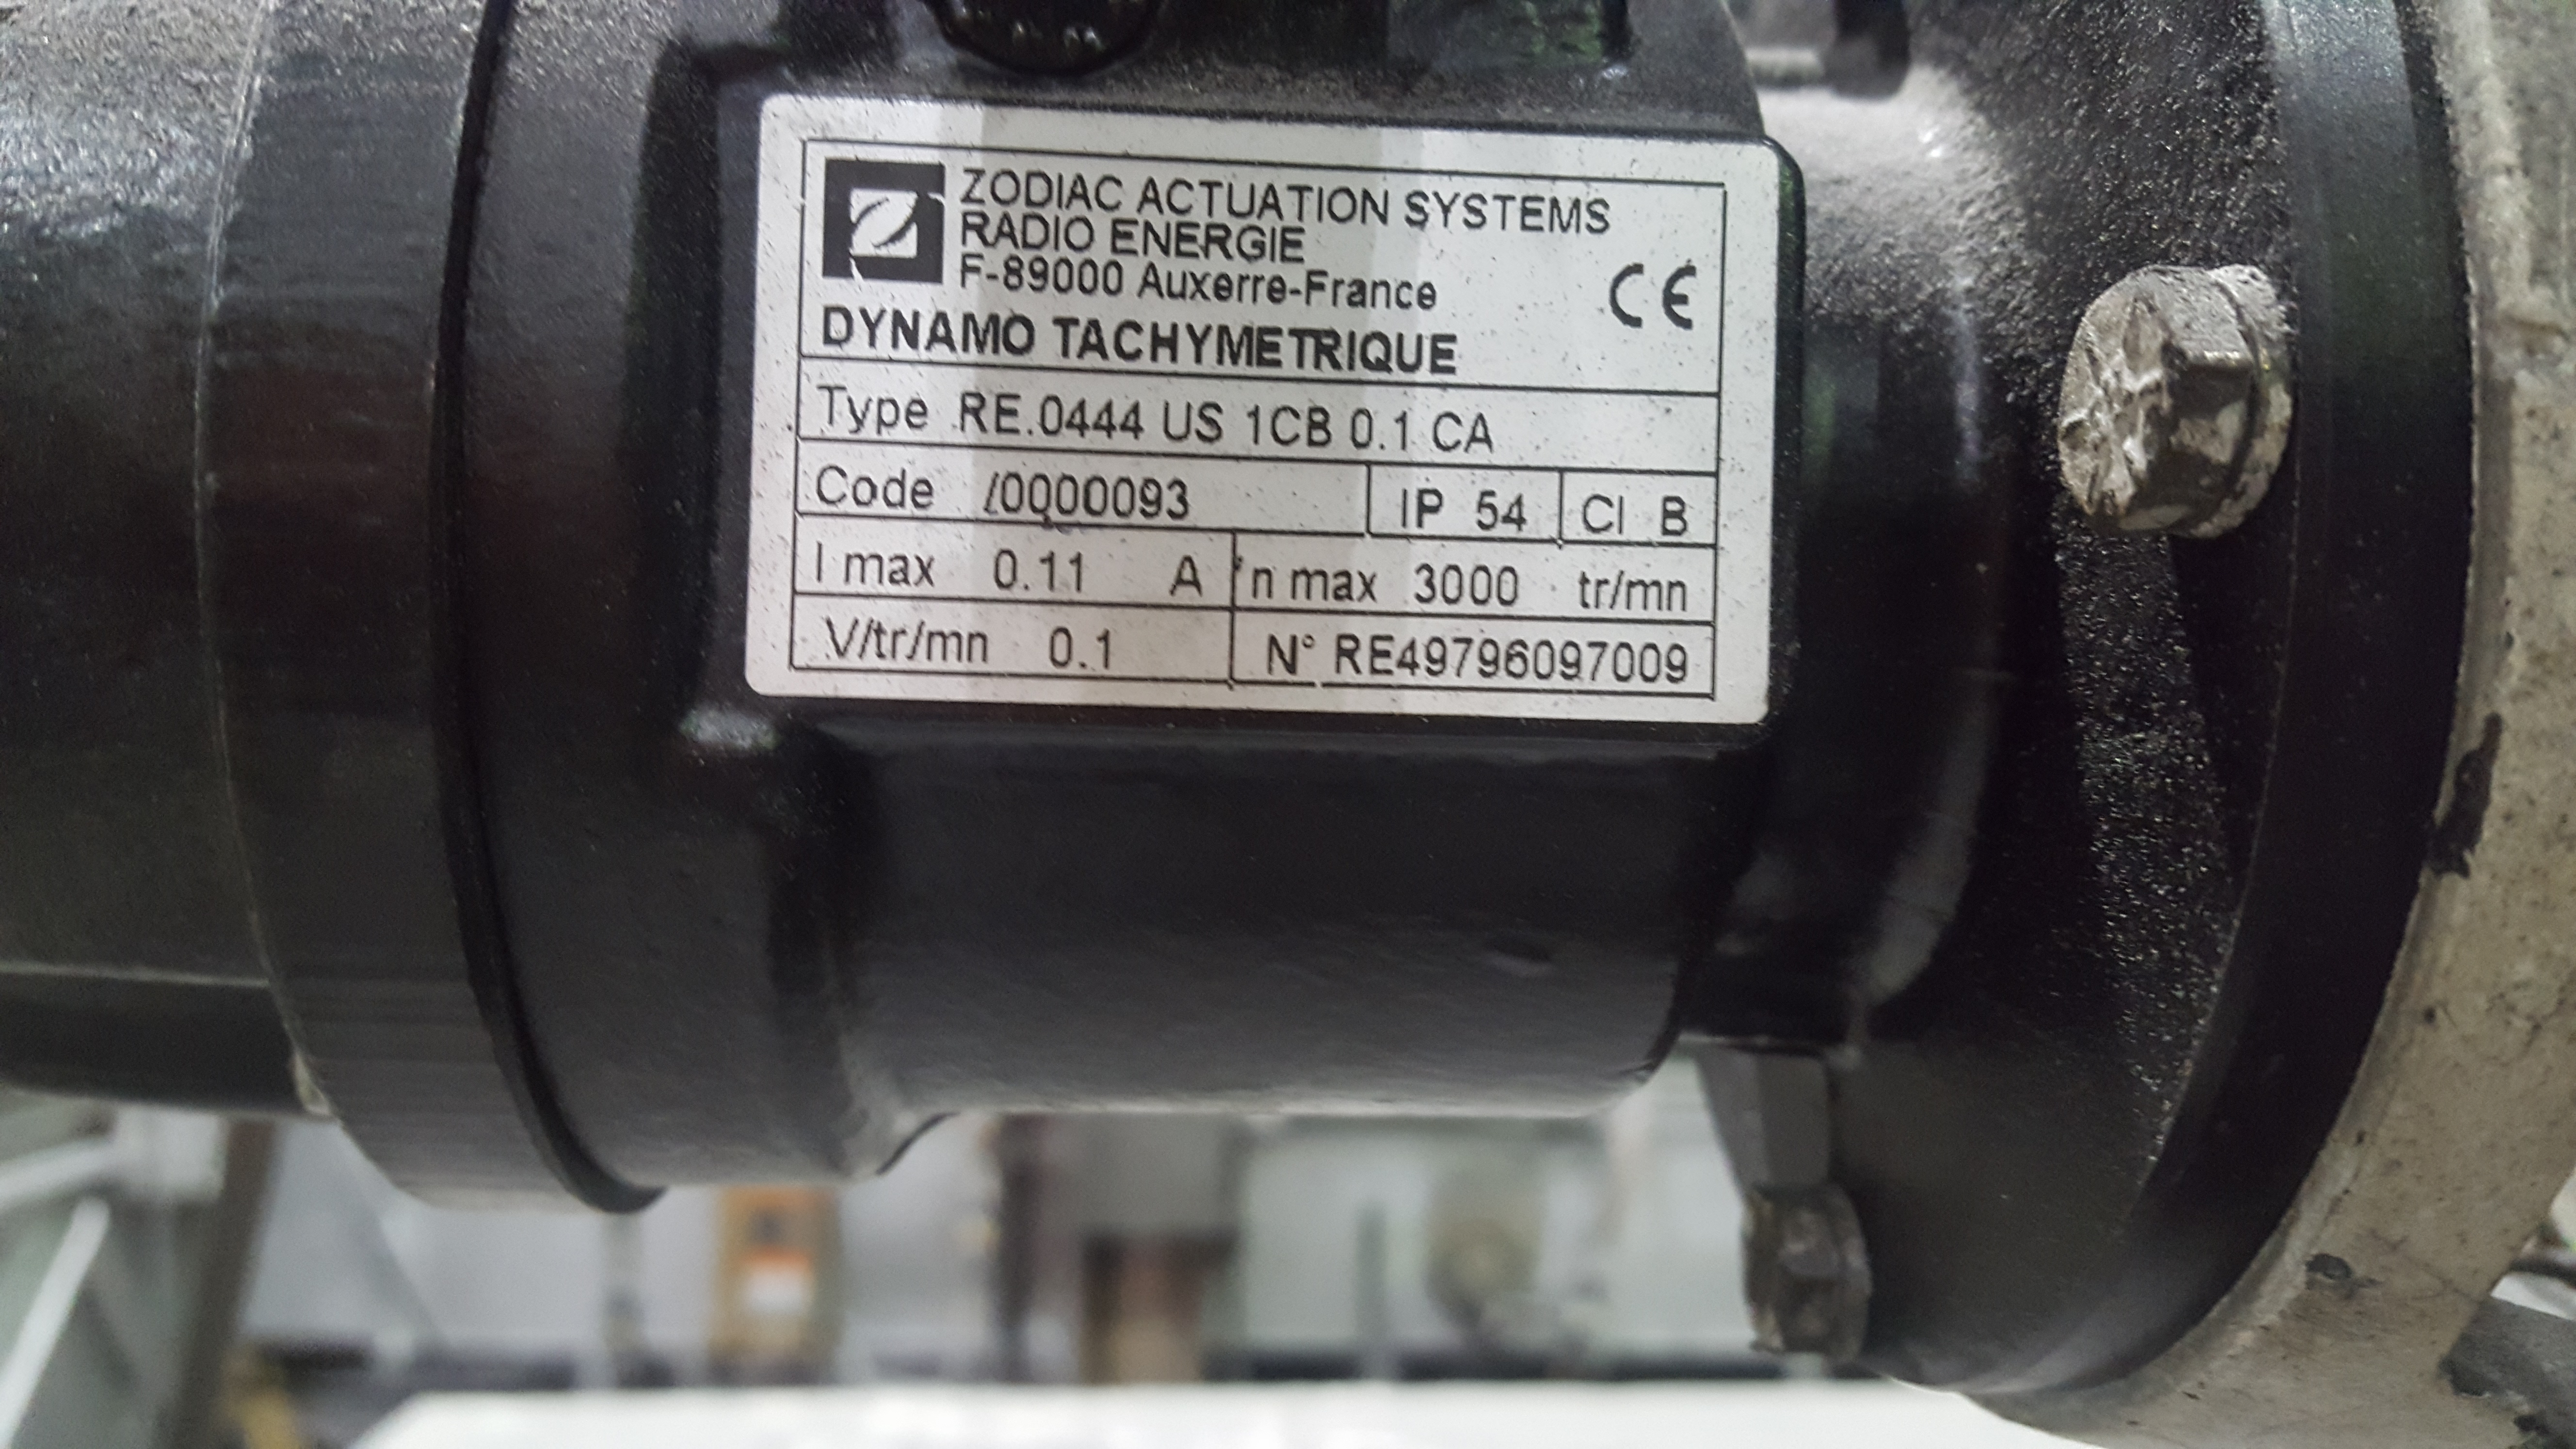 ZODIAC ACTUATION SYSTEMS
RADIO ENERGIE
F-89000 Auxerre-France
CE
DYNAMO TACHYMETRIQUE
Type RE.0444 US 1CB 0.1 CA
Code /0000093 IP 54 Cl B
I max 0.11 A n max 3000 tr/mn
V/tr/mn 0.1 N° RE49796097009